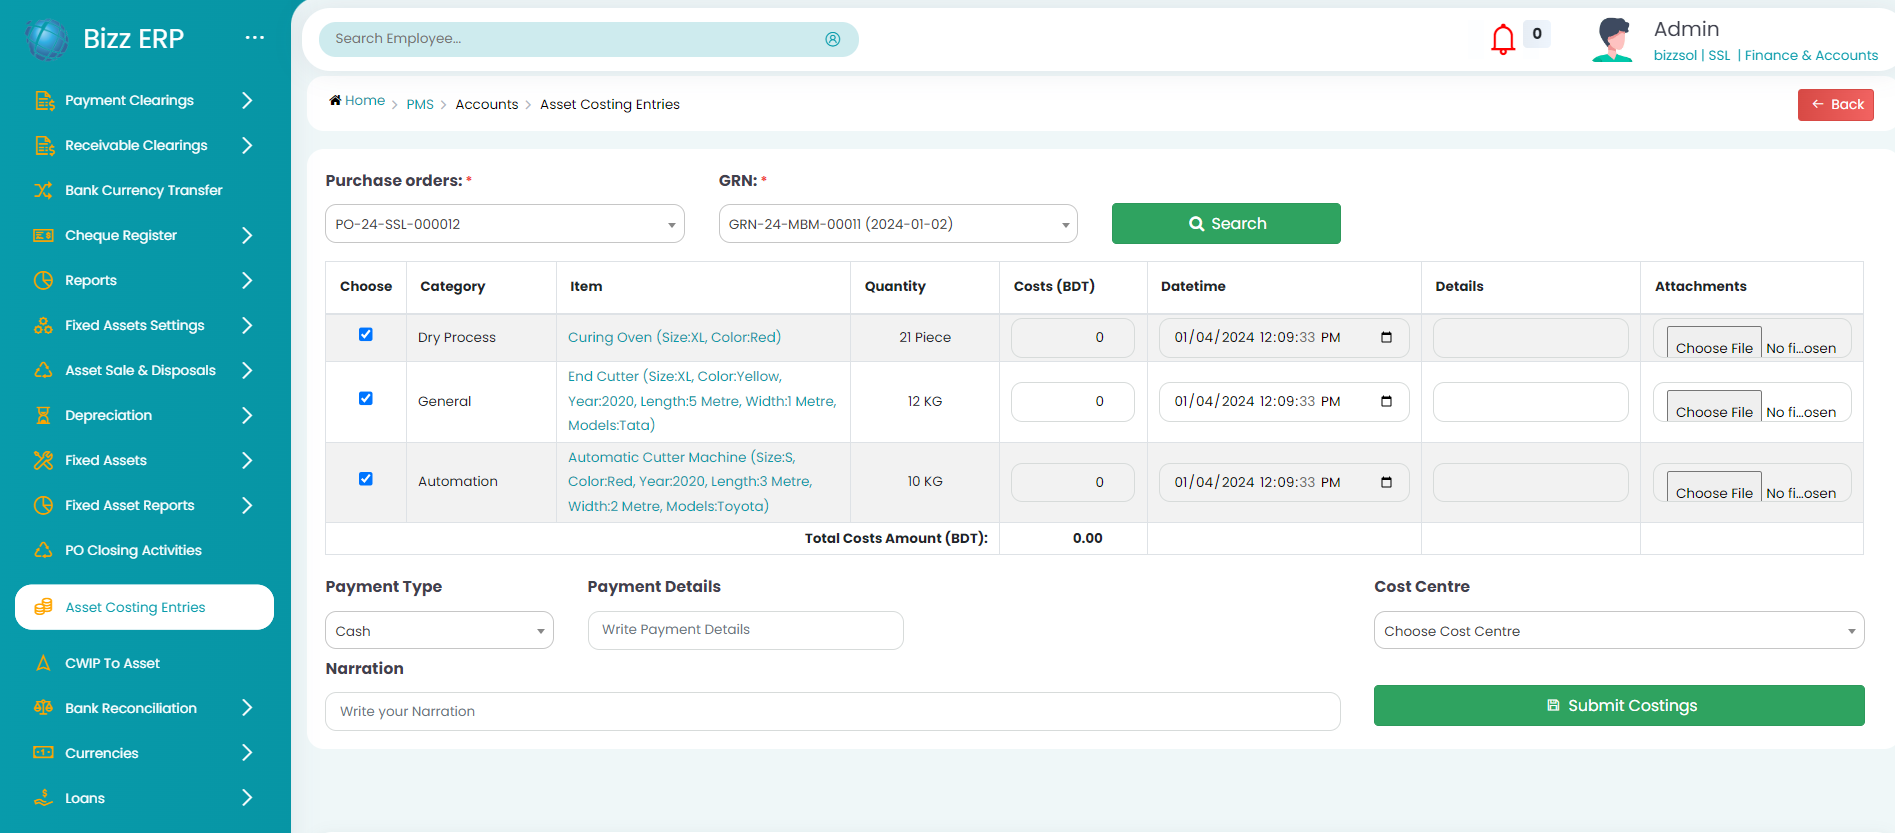 Bizz ERP
...
Payment Clearings
Receivable Clearings
Bank Currency Transfer
Cheque Register
Reports
Fixed Assets Settings
Asset Sale & Disposals
Depreciation
Fixed Assets
Fixed Asset Reports
PO Closing Activities
Asset Costing Entries
CWIP To Asset
Bank Reconciliation
Currencies
Loans
Search Employee...
0
Admin
bizzsol | SSL | Finance & Accounts
Home > PMS > Accounts > Asset Costing Entries
← Back
Purchase orders: * GRN: *
PO-24-SSL-000012 GRN-24-MBM-00011 (2024-01-02) Search
Choose Category Item Quantity Costs (BDT) Datetime Details Attachments
Dry Process Curing Oven (Size:XL, Color:Red) 21 Piece 0 01/04/2024 12:09:33 PM Choose File No fi...osen
End Cutter (Size:XL, Color:Yellow,
General Year:2020, Length:5 Metre, Width:1 Metre, 12 KG 0 01/04/2024 12:09:33 PM Choose File No fi...osen
Models:Tata)
Automatic Cutter Machine (Size:S,
Automation Color:Red, Year:2020, Length:3 Metre, 10 KG 0 01/04/2024 12:09:33 PM Choose File No fi...osen
Width:2 Metre, Models:Toyota)
Total Costs Amount (BDT): 0.00
Payment Type Payment Details Cost Centre
Cash Write Payment Details Choose Cost Centre
Narration
Write your Narration Submit Costings